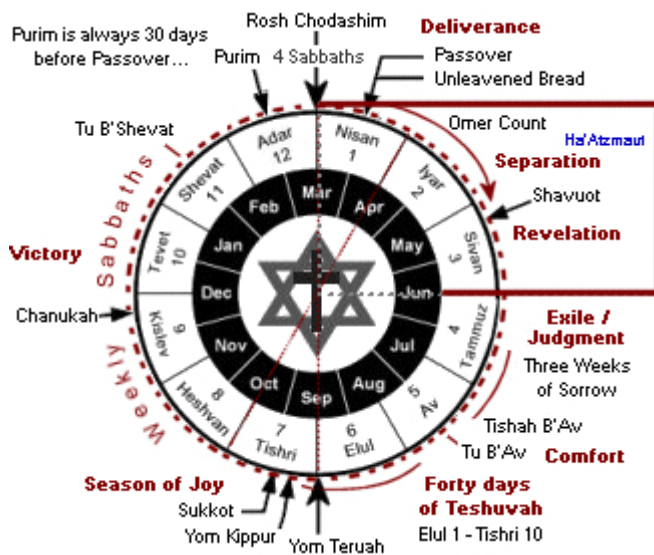 Rosh Chodashim
Deliverance
Purim is always 30 days
before Passover...
Purim
4 Sabbaths
Passover
Unleavened Bread
Tu B'Shevat
Omer Count
Ha'Atzmaut
Separation
Shavuot
Revelation
Weekly Sabbaths
Victory
Chanukah
Nisan
1
Iyar
2
Sivan
3
4
Tammuz
5
Av
6
Elul
7
Tishri
8
Heshvan
9
Kislev
Tevet
10
Shevat
11
Adar
12
Mar
Apr
May
Jun
Jul
Aug
Sep
Oct
Nov
Dec
Jan
Feb
Exile /
Judgment
Three Weeks
of Sorrow
Tishah B'Av
Tu B'Av
Comfort
Season of Joy
Sukkot
Yom Kippur
Yom Teruah
Forty days
of Teshuvah
Elul 1 - Tishri 10